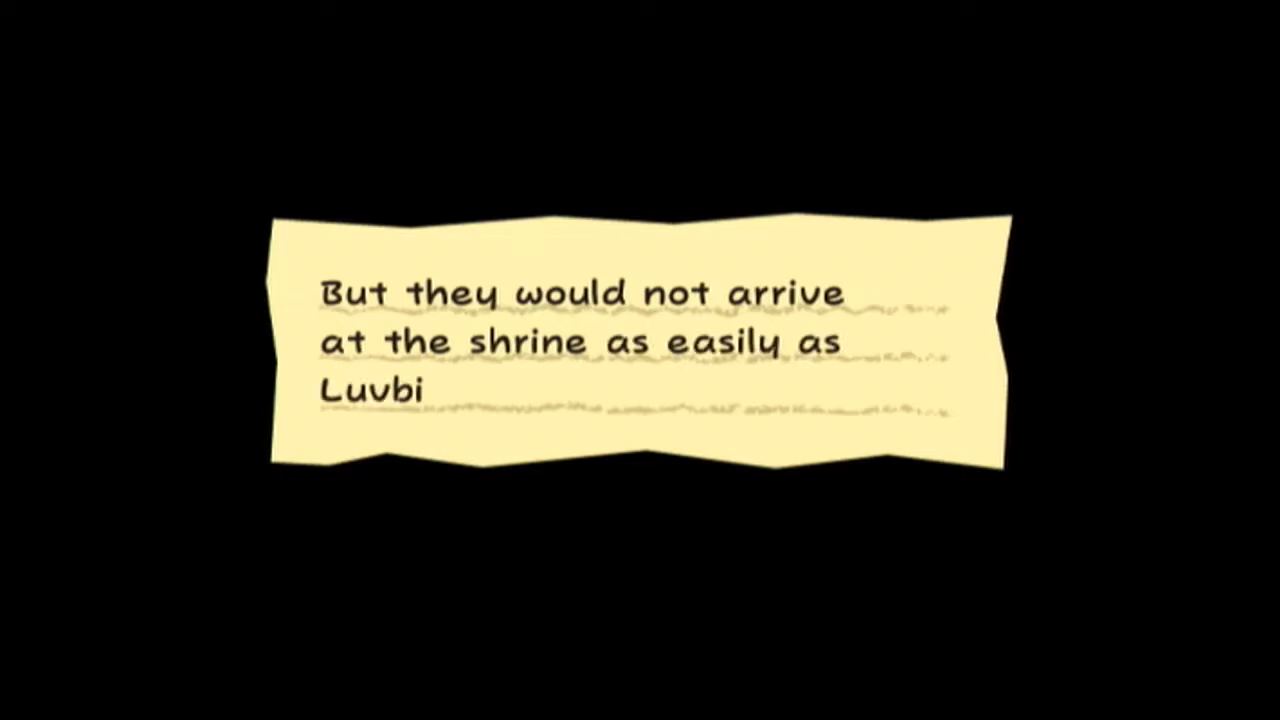 But they would not arrive
at the shrine as easily as
Luvbi